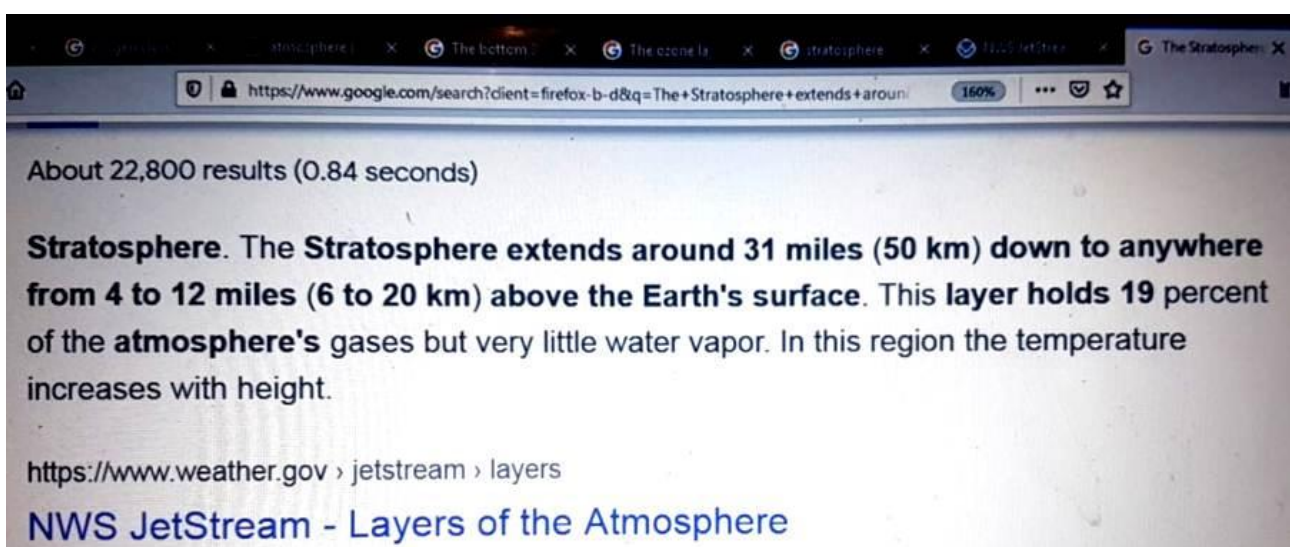 The bottom
The ozone la
stratosphere
The Stratospher
https://www.google.com/search?client=firefox-b-d&q=The+Stratosphere+extends+aroun
160%
About 22,800 results (0.84 seconds)
Stratosphere. The Stratosphere extends around 31 miles (50 km) down to anywhere
from 4 to 12 miles (6 to 20 km) above the Earth's surface. This layer holds 19 percent
of the atmosphere's gases but very little water vapor. In this region the temperature
increases with height.
https://www.weather.gov › jetstream › layers
NWS JetStream - Layers of the Atmosphere